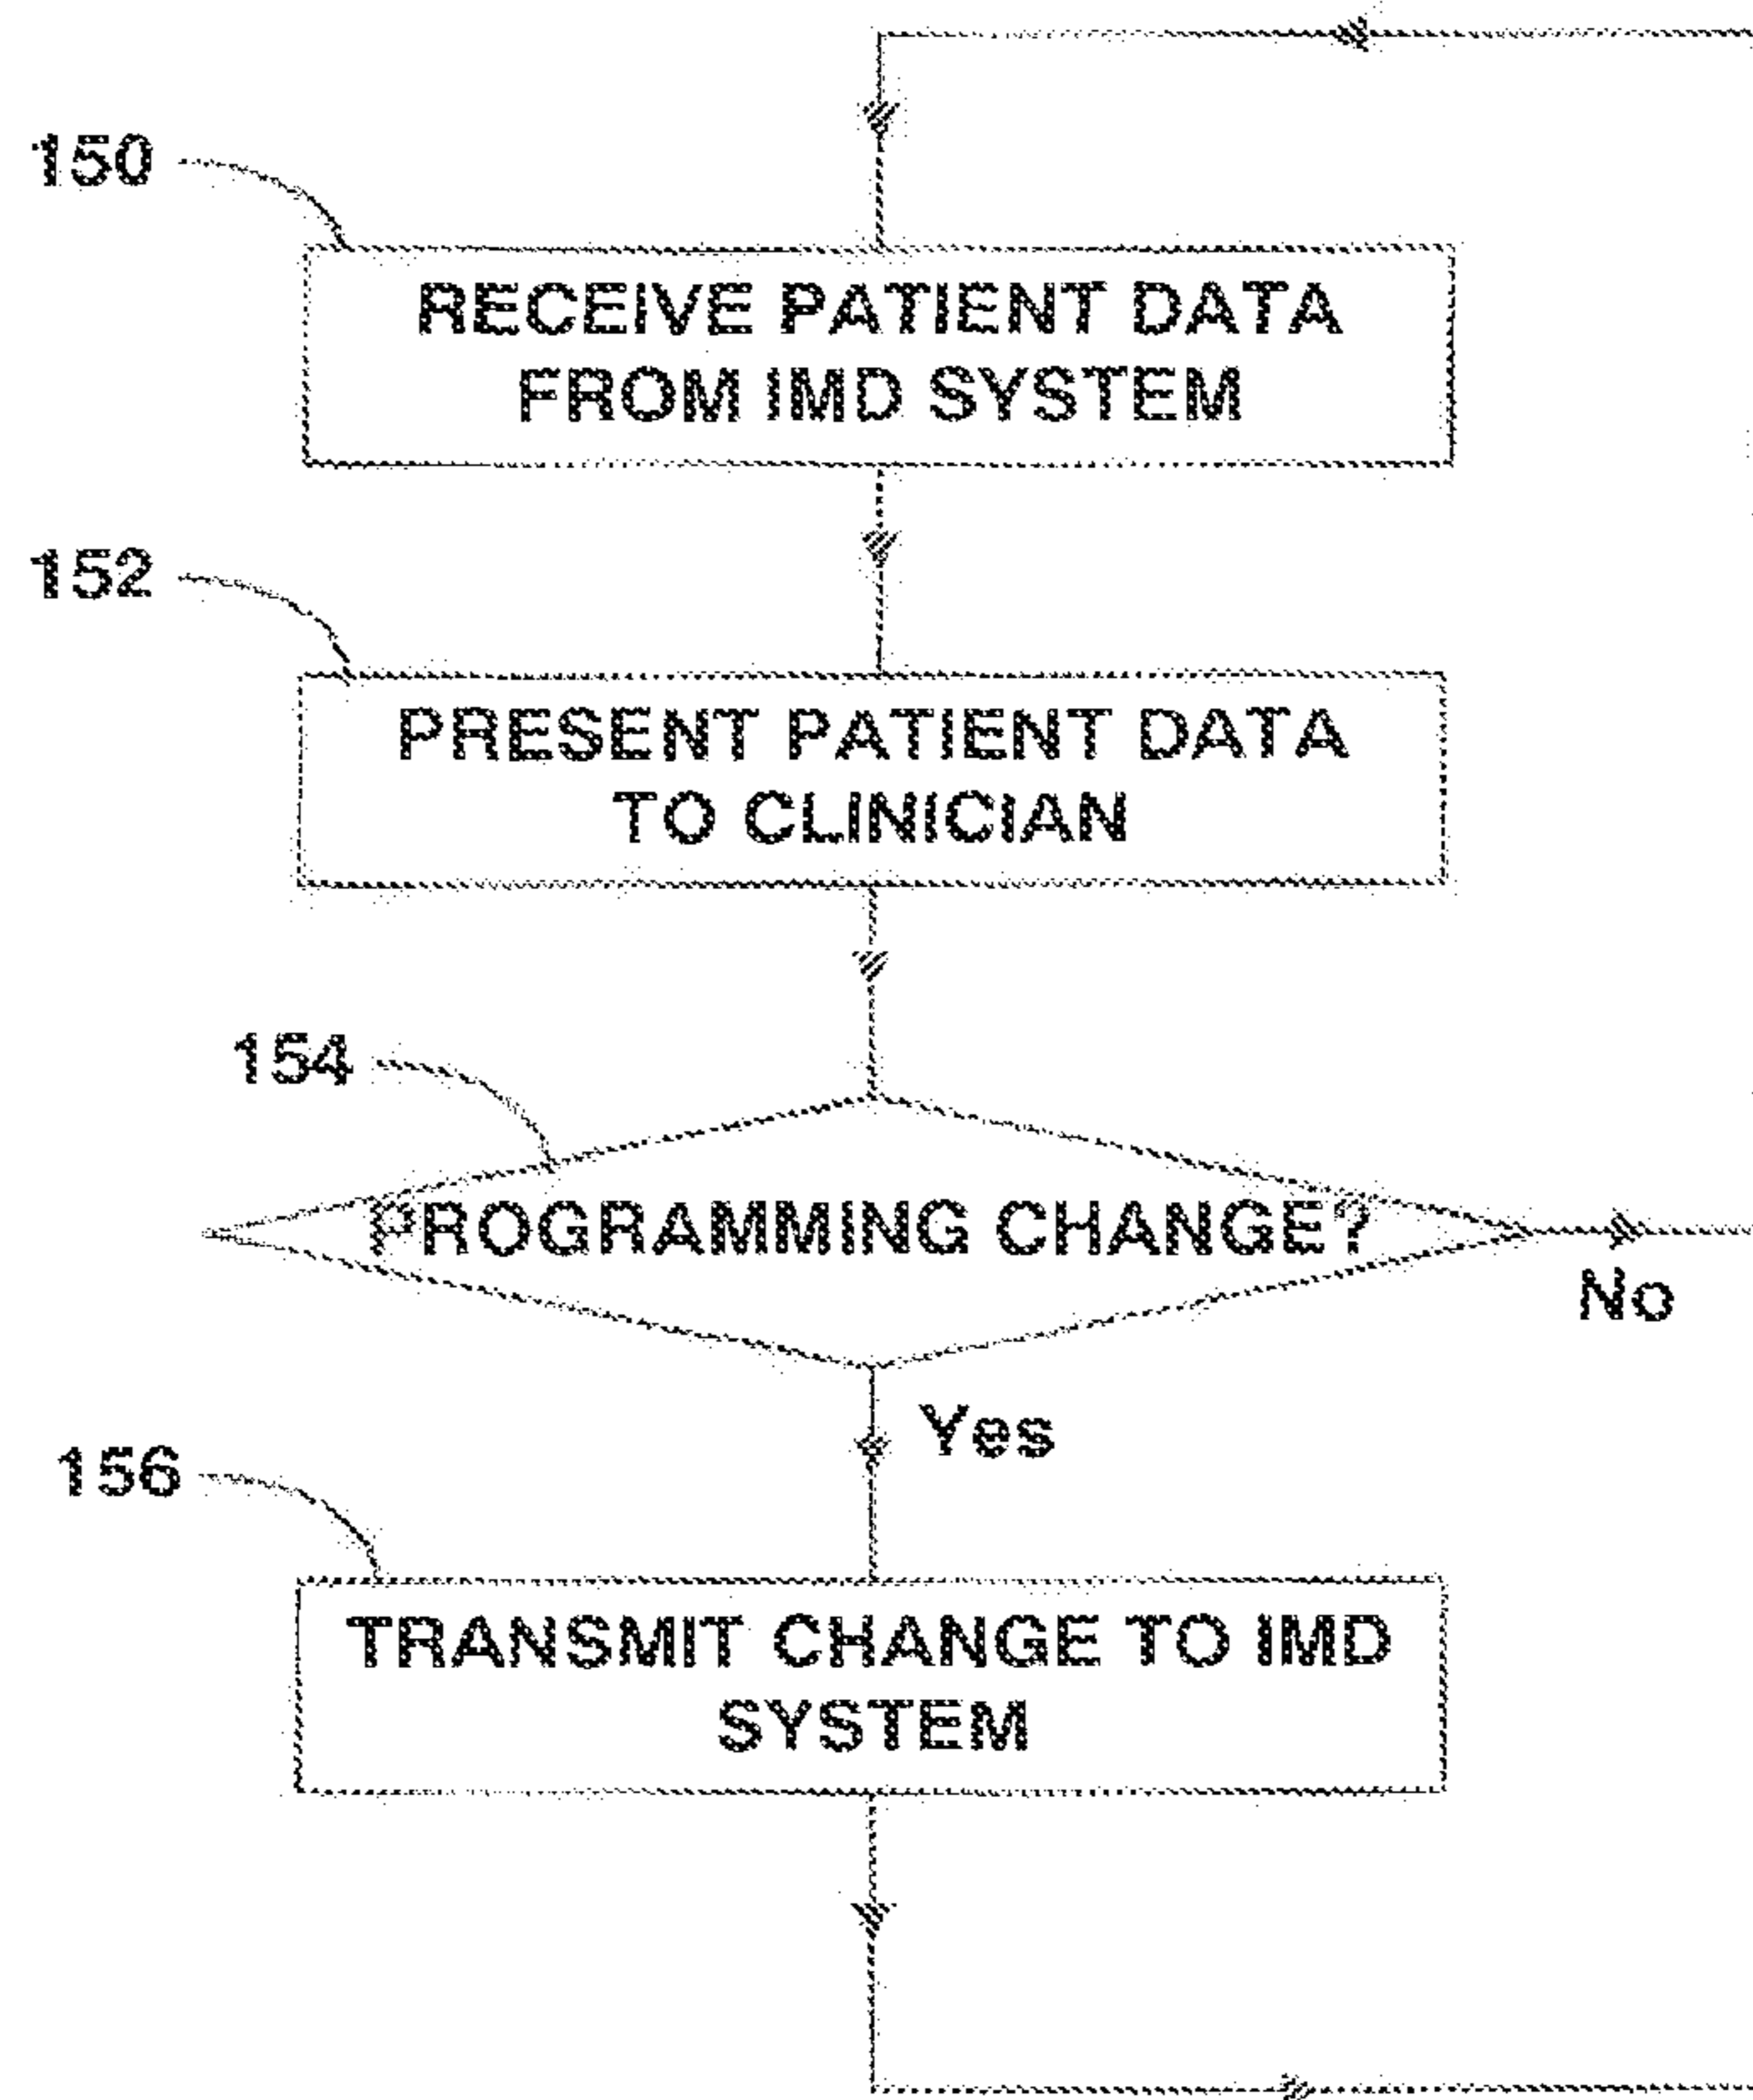 150
RECEIVE PATIENT DATA
FROM IMD SYSTEM
152
PRESENT PATIENT DATA
TO CLINICIAN
154
PROGRAMMING CHANGE?
No
Yes
156
TRANSMIT CHANGE TO IMD
SYSTEM